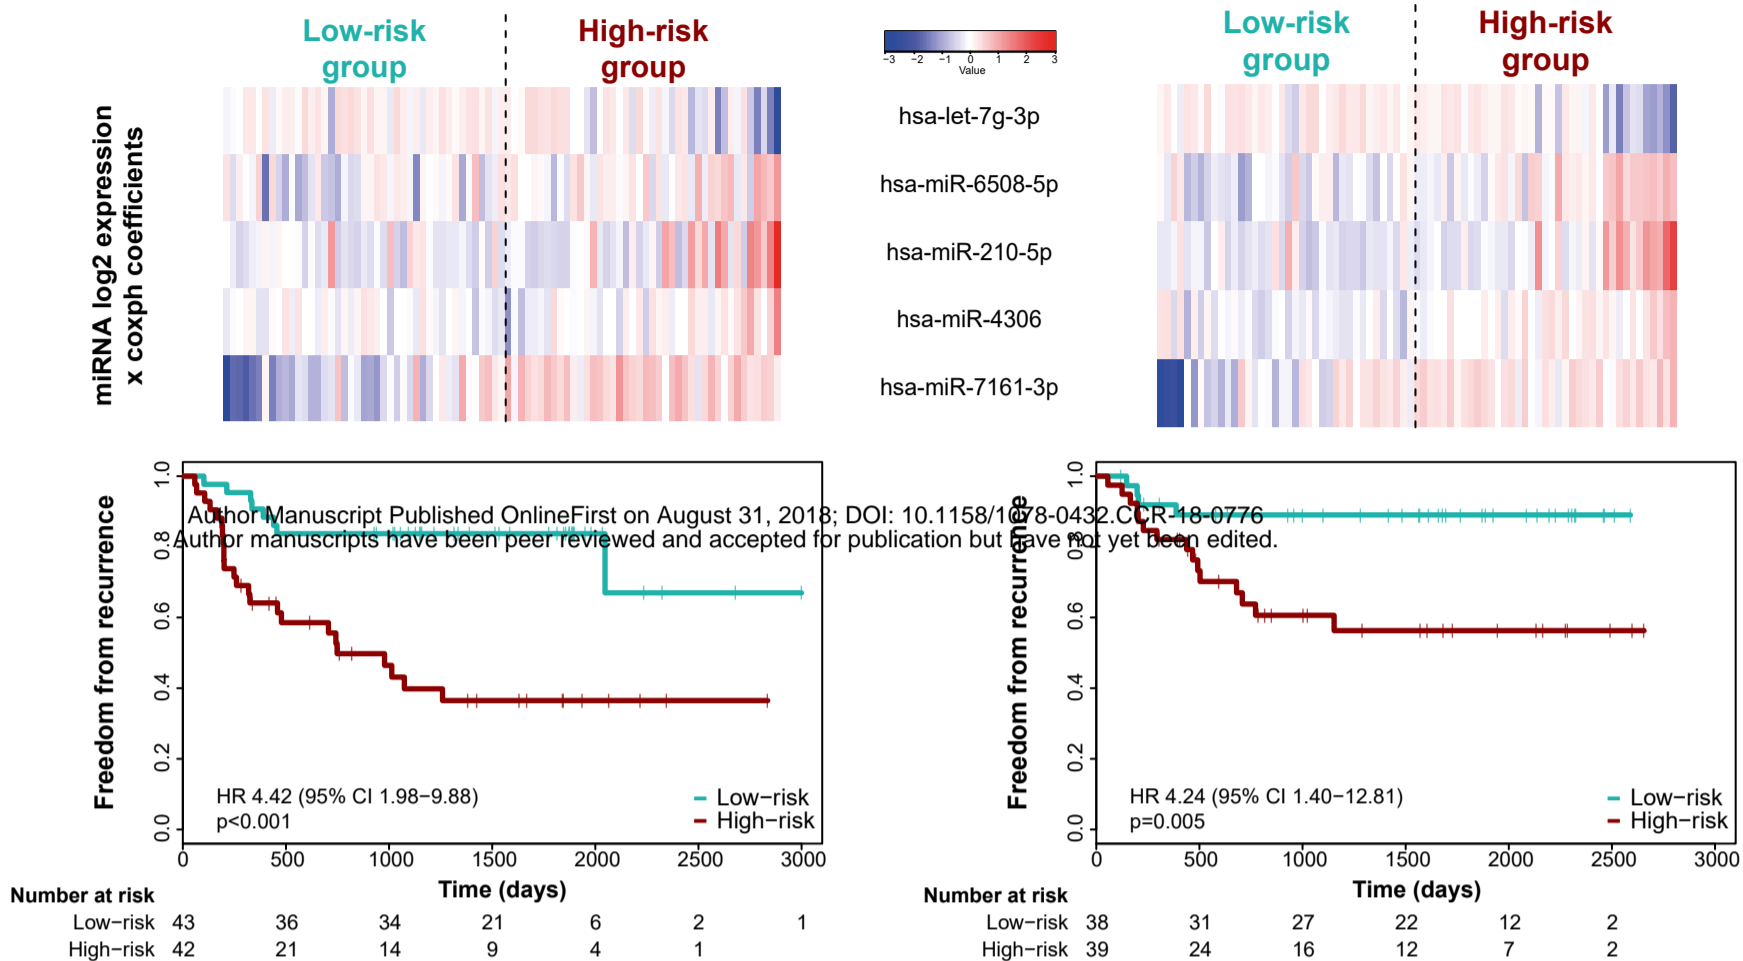 Low-risk
group
High-risk
group
−3 −2 −1 0 1 2 3
Value
Low-risk
group
High-risk
group
miRNA log2 expression
x coxph coefficients
hsa-let-7g-3p
hsa-miR-6508-5p
hsa-miR-210-5p
hsa-miR-4306
hsa-miR-7161-3p
Author Manuscript Published OnlineFirst on August 31, 2018; DOI: 10.1158/1078-0432.CCR-18-0776
Author manuscripts have been peer reviewed and accepted for publication but have not yet been edited.
Freedom from recurrence
1.0
0.8
0.6
0.4
0.2
0.0
HR 4.42 (95% CI 1.98−9.88)
p<0.001
Low−risk
High−risk
0 500 1000 1500 2000 2500 3000
Time (days)
Number at risk
Low−risk 43 36 34 21 6 2 1
High−risk 42 21 14 9 4 1
Freedom from recurrence
1.0
0.8
0.6
0.4
0.2
0.0
HR 4.24 (95% CI 1.40−12.81)
p=0.005
Low−risk
High−risk
0 500 1000 1500 2000 2500 3000
Time (days)
Number at risk
Low−risk 38 31 27 22 12 2
High−risk 39 24 16 12 7 2